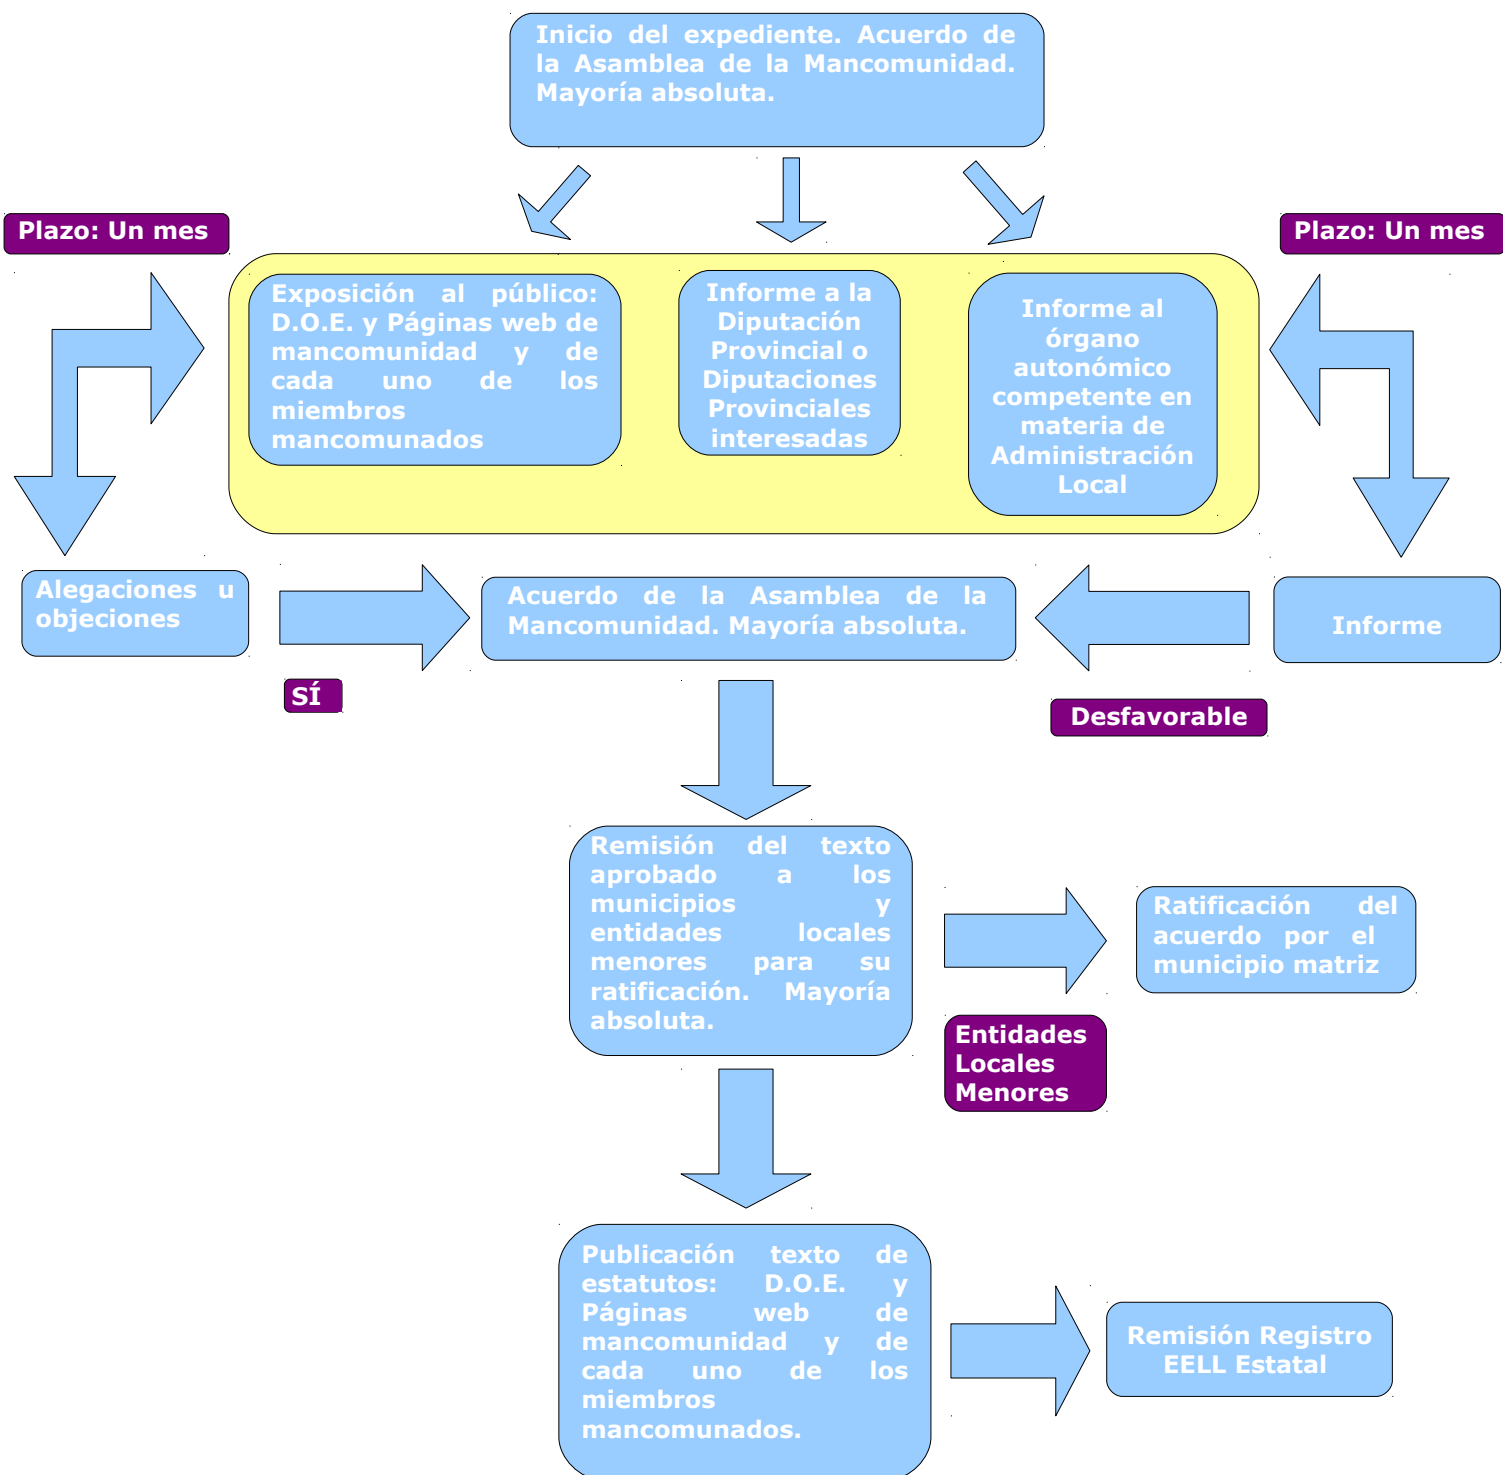 Inicio del expediente. Acuerdo de
la Asamblea de la Mancomunidad.
Mayoría absoluta.
Plazo: Un mes
Plazo: Un mes
Exposición al público:
D.O.E. y Páginas web de
mancomunidad y de
cada uno de los
miembros
mancomunados
Informe a la
Diputación
Provincial o
Diputaciones
Provinciales
interesadas
Informe al
órgano
autonómico
competente en
materia de
Administración
Local
Alegaciones u
objeciones
Acuerdo de la Asamblea de la
Mancomunidad. Mayoría absoluta.
Informe
SÍ
Desfavorable
Remisión del texto
aprobado a los
municipios y
entidades locales
menores para su
ratificación. Mayoría
absoluta.
Ratificación del
acuerdo por el
municipio matriz
Entidades
Locales
Menores
Publicación texto de
estatutos: D.O.E. y
Páginas web de
mancomunidad y de
cada uno de los
miembros
mancomunados.
Remisión Registro
EELL Estatal